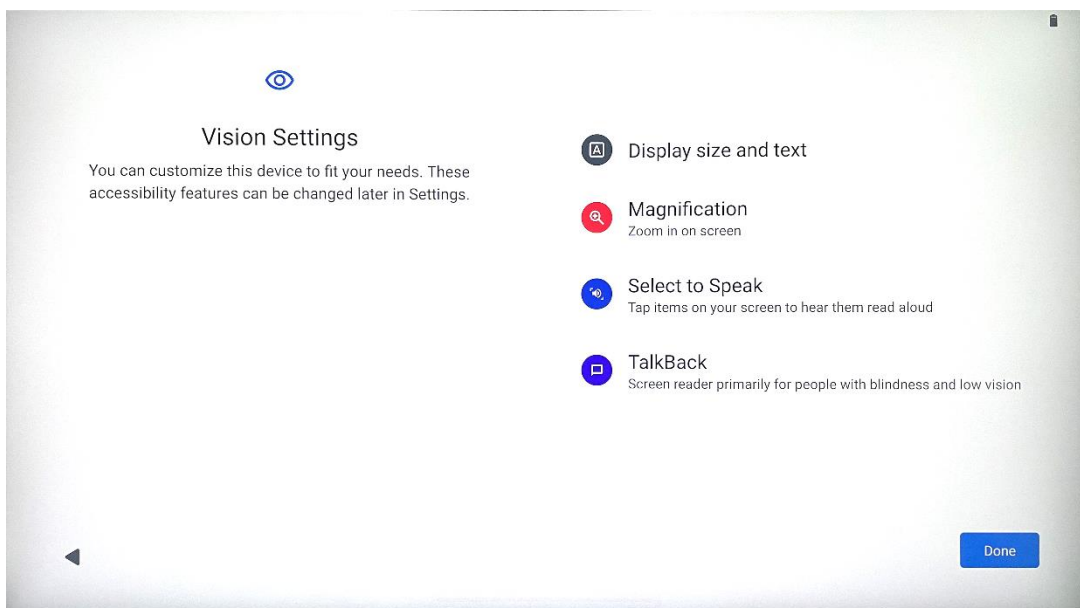 Vision Settings
You can customize this device to fit your needs. These
accessibility features can be changed later in Settings.
Display size and text
Magnification
Zoom in on screen
Select to Speak
Tap items on your screen to hear them read aloud
TalkBack
Screen reader primarily for people with blindness and low vision
Done